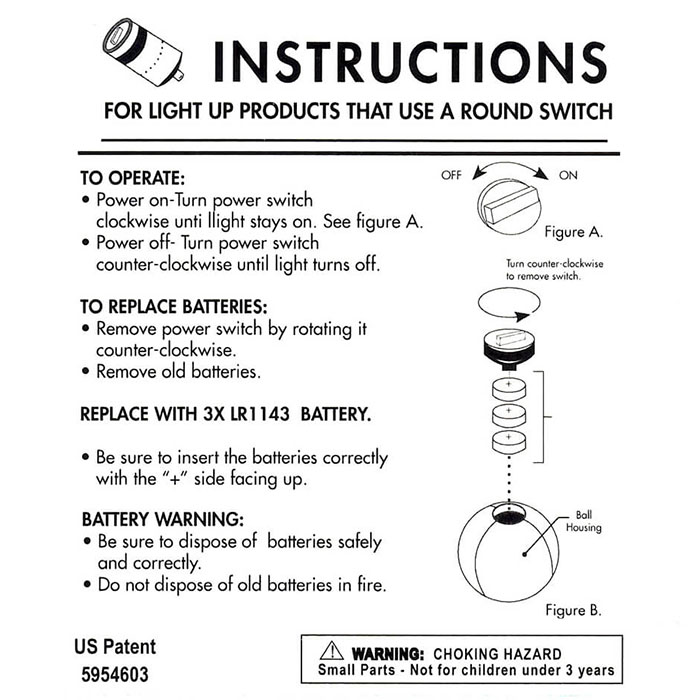 INSTRUCTIONS
FOR LIGHT UP PRODUCTS THAT USE A ROUND SWITCH
TO OPERATE:
• Power on-Turn power switch
clockwise unti llight stays on. See figure A.
• Power off- Turn power switch
counter-clockwise until light turns off.
OFF
ON
Figure A.
TO REPLACE BATTERIES:
• Remove power switch by rotating it
counter-clockwise.
• Remove old batteries.
REPLACE WITH 3X LR1143 BATTERY.
• Be sure to insert the batteries correctly
with the “+” side facing up.
BATTERY WARNING:
• Be sure to dispose of batteries safely
and correctly.
• Do not dispose of old batteries in fire.
Turn counter-clockwise
to remove switch.
+
+
+
Ball
Housing
Figure B.
US Patent
5954603
WARNING: CHOKING HAZARD
Small Parts - Not for children under 3 years